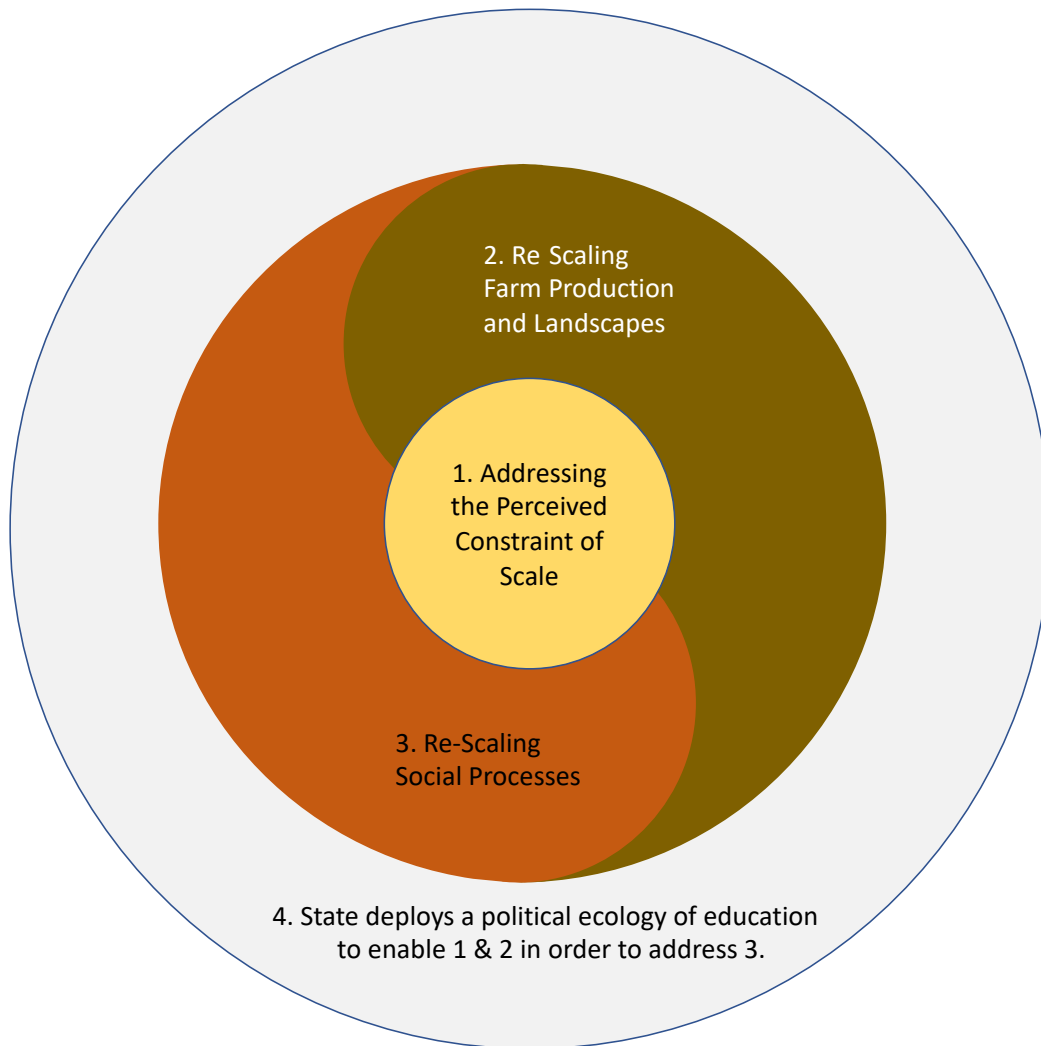 2. Re Scaling
Farm Production
and Landscapes
1. Addressing
the Perceived
Constraint of
Scale
3. Re-Scaling
Social Processes
4. State deploys a political ecology of education
to enable 1 & 2 in order to address 3.